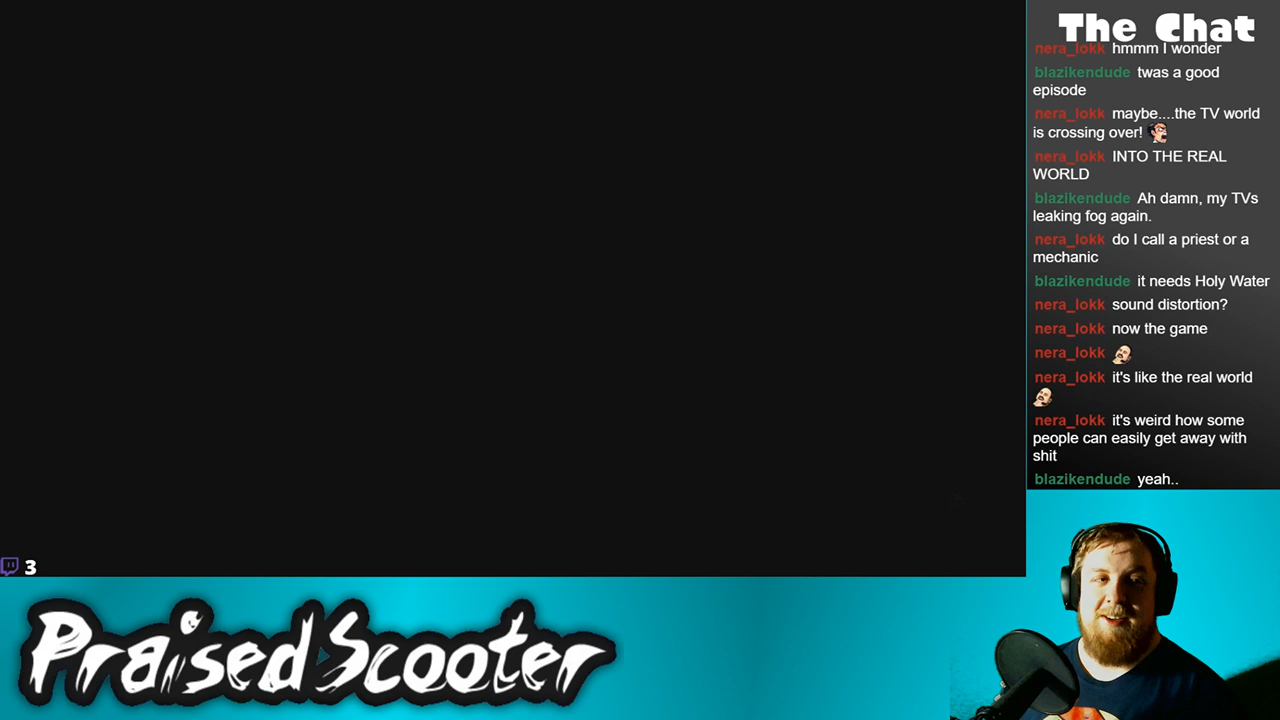 The Chat
nera_lokk hmmm I wonder
blazikendude twas a good
episode
nera_lokk maybe....the TV world
is crossing over!
nera_lokk INTO THE REAL
WORLD
blazikendude Ah damn, my TVs
leaking fog again.
nera_lokk do I call a priest or a
mechanic
blazikendude it needs Holy Water
nera_lokk sound distortion?
nera_lokk now the game
nera_lokk
nera_lokk it's like the real world
nera_lokk it's weird how some
people can easily get away with
shit
blazikendude yeah..
3
PraisedScooter